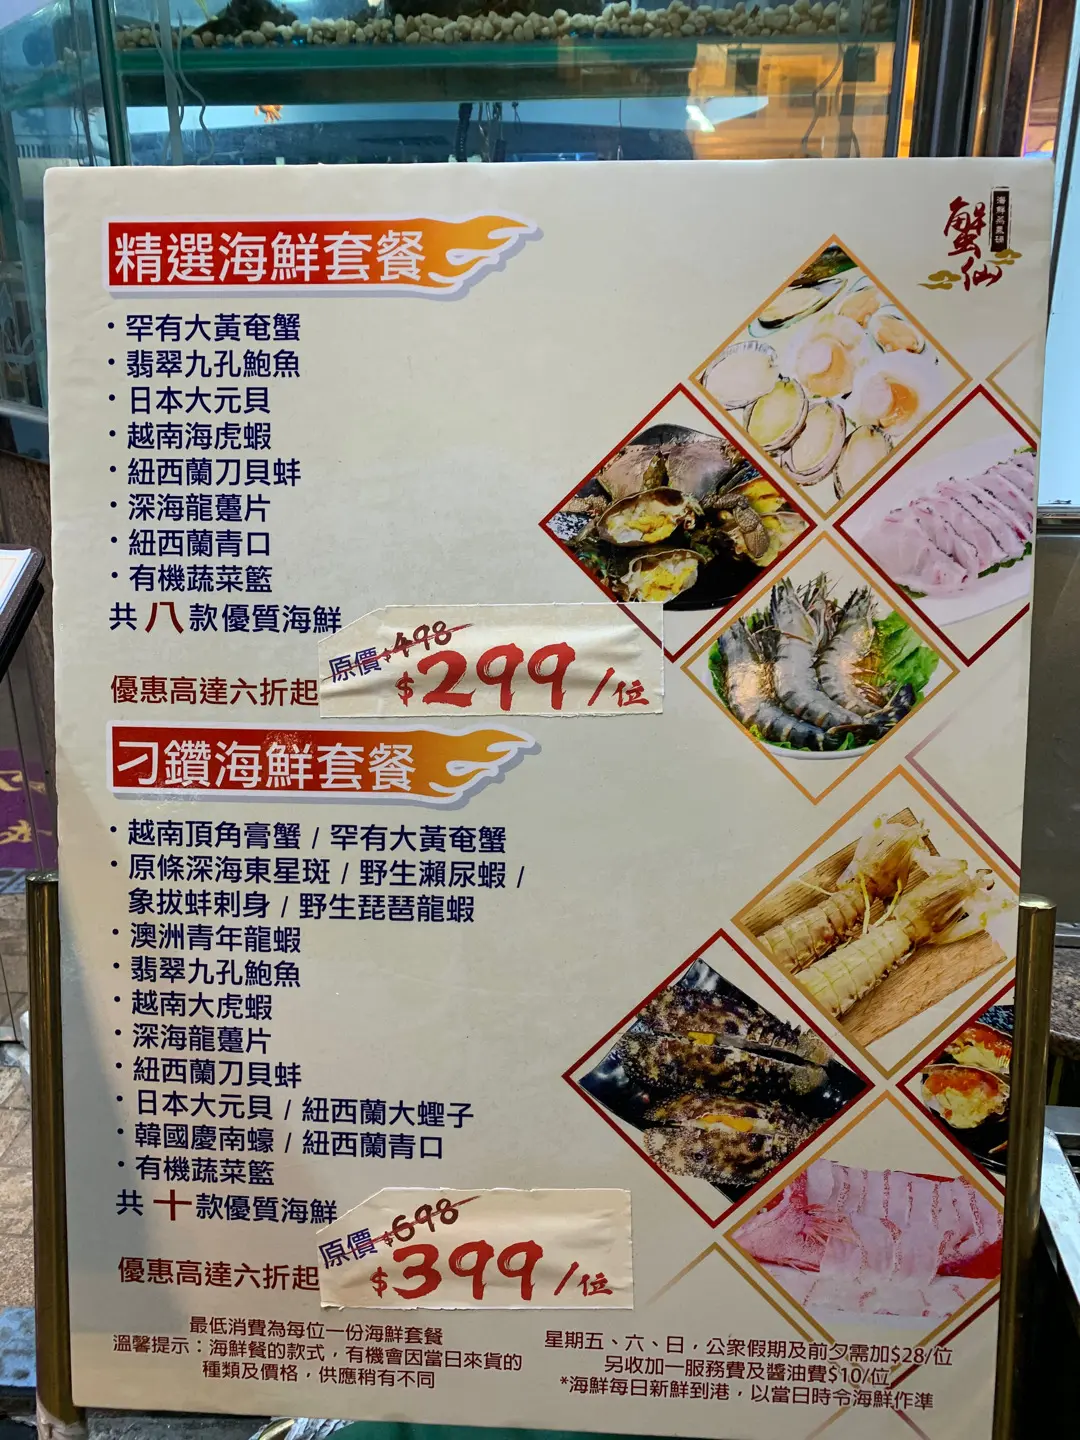 海鮮蒸氣鍋
蟹仙
精選海鮮套餐
· 罕有大黃奄蟹
· 翡翠九孔鮑魚
· 日本大元貝
· 越南海虎蝦
· 紐西蘭刀貝蚌
· 深海龍躉片
· 紐西蘭青口
· 有機蔬菜籃
共八款優質海鮮
原價$498
優惠高達六折起 $299/位
刁鑽海鮮套餐
· 越南頂角膏蟹 / 罕有大黃奄蟹
· 原條深海東星斑 / 野生瀨尿蝦 /
象拔蚌刺身 / 野生琵琶龍蝦
· 澳洲青年龍蝦
· 翡翠九孔鮑魚
· 越南大虎蝦
· 深海龍躉片
· 紐西蘭刀貝蚌
· 日本大元貝 / 紐西蘭大蟶子
· 韓國慶南蠔 / 紐西蘭青口
· 有機蔬菜籃
共十款優質海鮮
原價$698
優惠高達六折起 $399/位
最低消費為每位一份海鮮套餐
溫馨提示：海鮮餐的款式，有機會因當日來貨的
種類及價格，供應稍有不同
星期五、六、日，公眾假期及前夕需加$28/位
另收加一服務費及醬油費$10/位
*海鮮每日新鮮到港，以當日時令海鮮作準